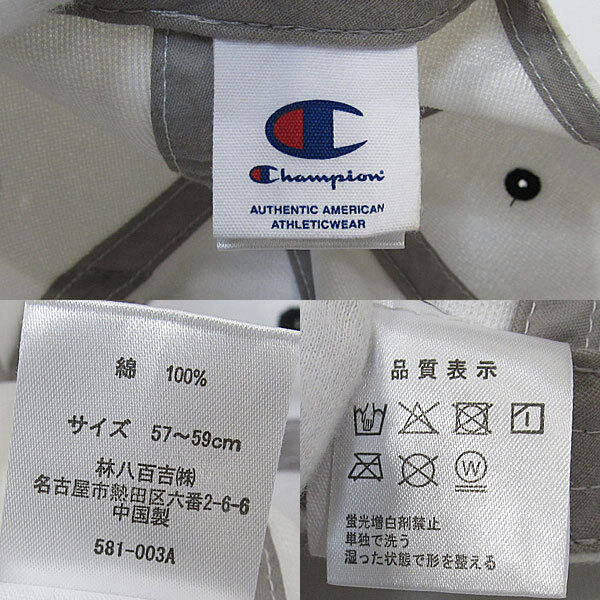 Champion
AUTHENTIC AMERICAN
ATHLETICWEAR
綿 100%
サイズ 57〜59cm
林八百吉㈱
名古屋市熱田区六番2-6-6
中国製
581-003A
品質表示
W
蛍光増白剤禁止
単独で洗う
湿った状態で形を整える